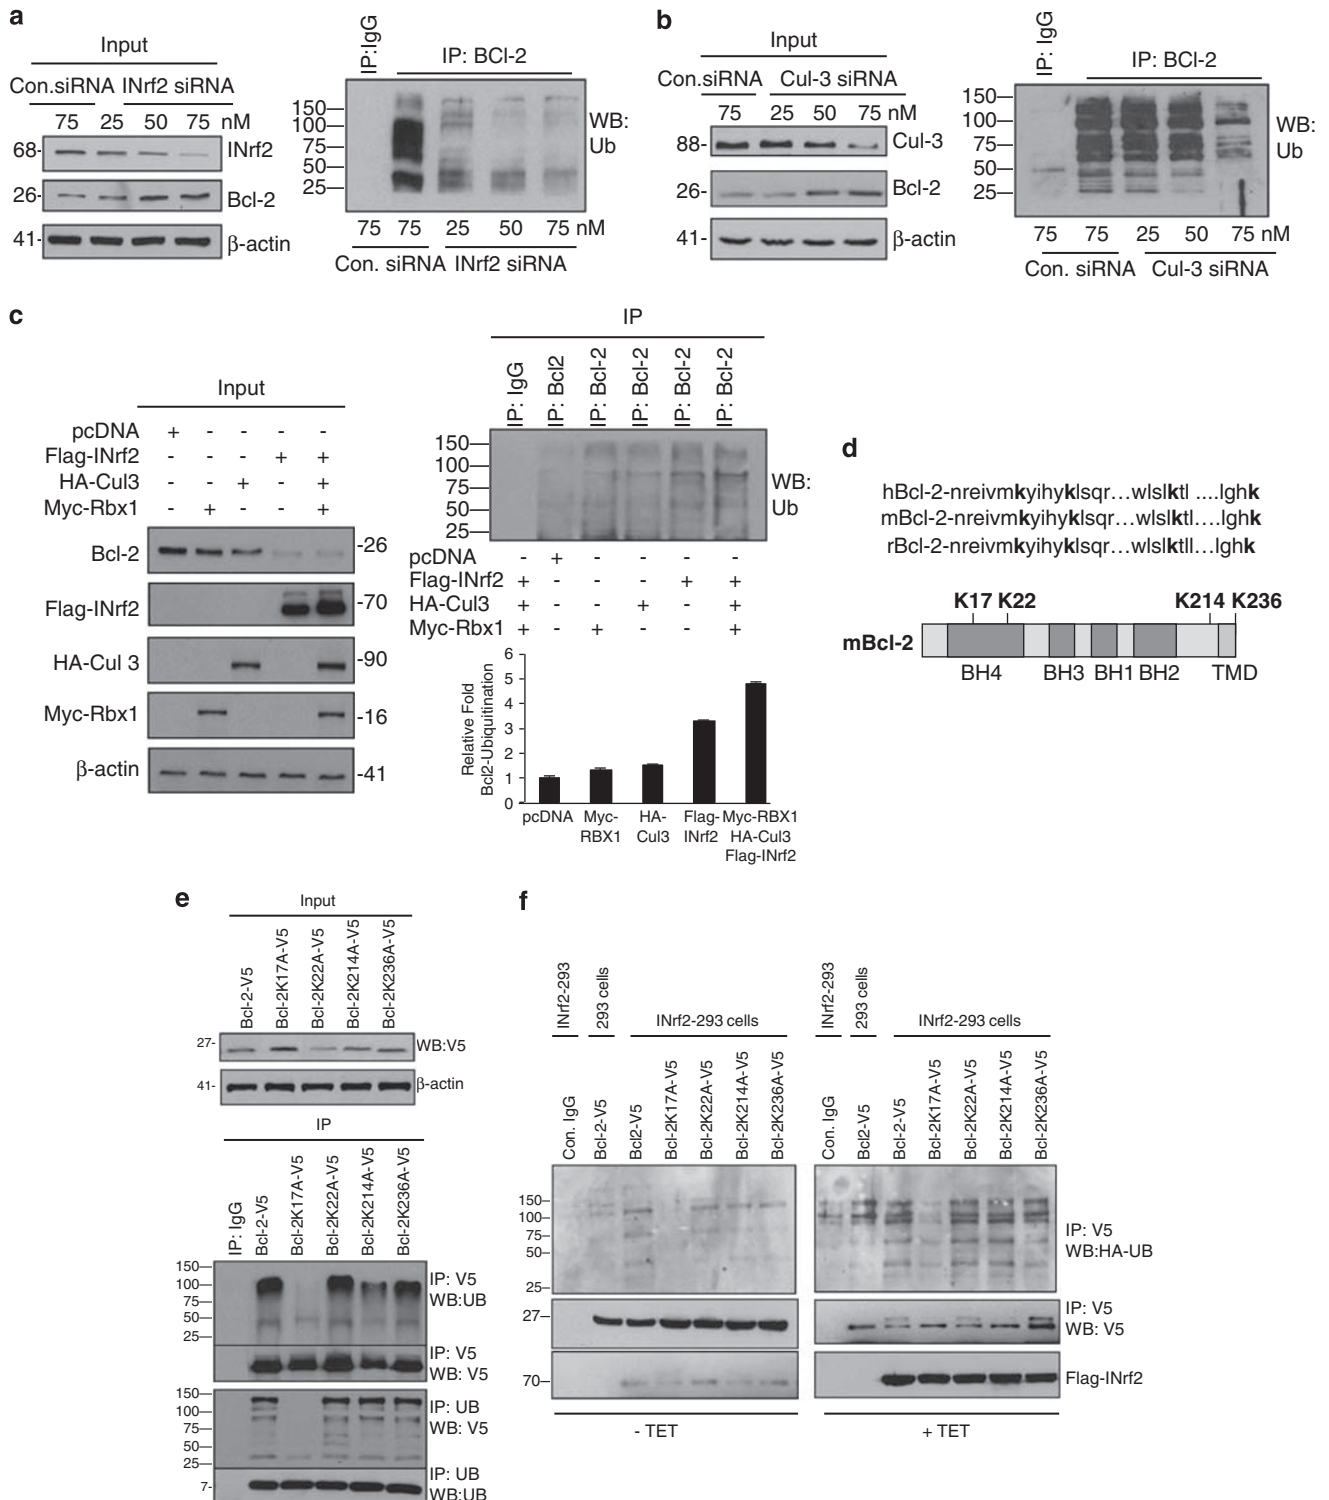 a
Input
Con.siRNA INrf2 siRNA
75 25 50 75 nM
68- INrf2
26- Bcl-2
41- β-actin
IP:IgG
IP: BCl-2
150
100
75
50
25
WB:
Ub
75 75 25 50 75 nM
Con. siRNA INrf2 siRNA
b
Input
Con.siRNA Cul-3 siRNA
75 25 50 75 nM
88- Cul-3
26- Bcl-2
41- β-actin
IP: IgG
IP: BCl-2
150
100
75
50
25
WB:
Ub
75 75 25 50 75 nM
Con. siRNA Cul-3 siRNA
c
Input
pcDNA + - - - -
Flag-INrf2 - - - + +
HA-Cul3 - - + - +
Myc-Rbx1 - + - - +
Bcl-2 -26
Flag-INrf2 -70
HA-Cul 3 -90
Myc-Rbx1 -16
β-actin -41
IP
IP: IgG
IP: Bcl2
IP: Bcl-2
IP: Bcl-2
IP: Bcl-2
IP: Bcl-2
150
100
75
50
25
WB:
Ub
pcDNA - + - - - -
Flag-INrf2 + - - - + +
HA-Cul3 + - - + - +
Myc-Rbx1 + - + - - +
Relative Fold
Bcl2-Ubiquitination
6
5
4
3
2
1
0
pcDNA Myc- HA- Flag- Myc-RBX1
RBX1 Cul3 INrf2 HA-Cul3
Flag-INrf2
d
hBcl-2-nreivmkyihyklsqr...wlslktl ....lghk
mBcl-2-nreivmkyihyklsqr...wlslktl....lghk
rBcl-2-nreivmkyihyklsqr...wlslktll...lghk
K17 K22 K214 K236
mBcl-2
BH4 BH3 BH1 BH2 TMD
e
Input
Bcl-2-V5
Bcl-2K17A-V5
Bcl-2K22A-V5
Bcl-2K214A-V5
Bcl-2K236A-V5
27- WB:V5
41- β-actin
IP
IP: IgG
Bcl-2-V5
Bcl-2K17A-V5
Bcl-2K22A-V5
Bcl-2K214A-V5
Bcl-2K236A-V5
150
100
75
50
25
IP: V5
WB:UB
IP: V5
WB: V5
150
100
75
50
25
IP: UB
WB: V5
7-
IP: UB
WB:UB
f
INrf2-293
293 cells
INrf2-293 cells
Con. IgG
Bcl-2-V5
Bcl2-V5
Bcl-2K17A-V5
Bcl-2K22A-V5
Bcl-2K214A-V5
Bcl-2K236A-V5
150
100
75
50
25
27
70
- TET
INrf2-293
293 cells
INrf2-293 cells
Con. IgG
Bcl2-V5
Bcl-2-V5
Bcl-2K17A-V5
Bcl-2K22A-V5
Bcl-2K214A-V5
Bcl-2K236A-V5
IP: V5
WB:HA-UB
IP: V5
WB: V5
Flag-INrf2
+ TET